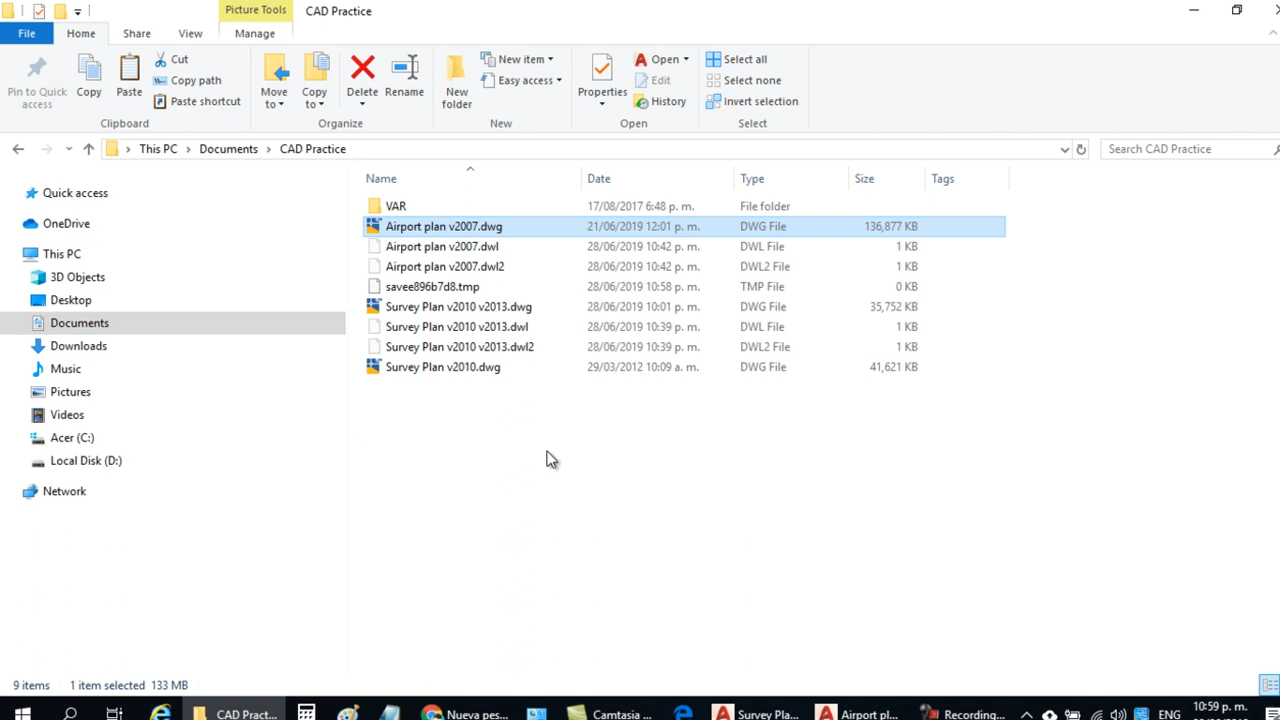 Picture Tools
CAD Practice
File
Home
Share
View
Manage
Pin to Quick access
Copy
Paste
Cut
Copy path
Paste shortcut
Clipboard
Move to
Copy to
Delete
Rename
Organize
New folder
New item
Easy access
New
Properties
Open
Edit
History
Open
Select all
Select none
Invert selection
Select
This PC > Documents > CAD Practice
Search CAD Practice
Quick access
OneDrive
This PC
3D Objects
Desktop
Documents
Downloads
Music
Pictures
Videos
Acer (C:)
Local Disk (D:)
Network
Name Date Type Size Tags
VAR 17/08/2017 6:48 p. m. File folder
Airport plan v2007.dwg 21/06/2019 12:01 p. m. DWG File 136,877 KB
Airport plan v2007.dwl 28/06/2019 10:42 p. m. DWL File 1 KB
Airport plan v2007.dwl2 28/06/2019 10:42 p. m. DWL2 File 1 KB
savee896b7d8.tmp 28/06/2019 10:58 p. m. TMP File 0 KB
Survey Plan v2010 v2013.dwg 28/06/2019 10:01 p. m. DWG File 35,752 KB
Survey Plan v2010 v2013.dwl 28/06/2019 10:39 p. m. DWL File 1 KB
Survey Plan v2010 v2013.dwl2 28/06/2019 10:39 p. m. DWL2 File 1 KB
Survey Plan v2010.dwg 29/03/2012 10:09 a. m. DWG File 41,621 KB
9 items 1 item selected 133 MB
CAD Pract...
Nueva pes...
Camtasia ...
Survey Pla...
Airport pl...
Recording...
ENG
10:59 p. m.